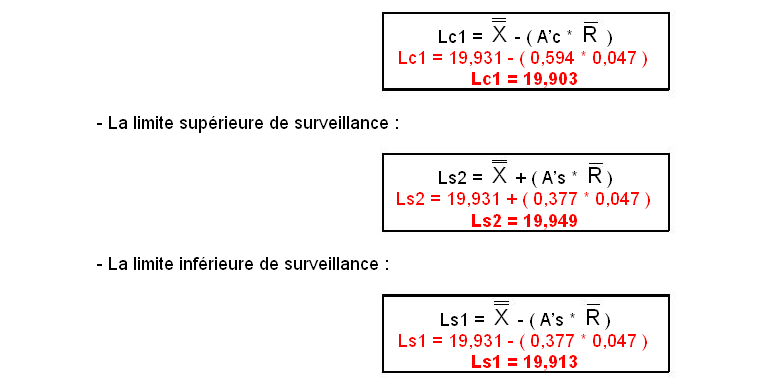 Lc1 = X̿ - ( A’c * R̅ )
Lc1 = 19,931 - ( 0,594 * 0,047 )
Lc1 = 19,903
- La limite supérieure de surveillance :
Ls2 = X̿ + ( A’s * R̅ )
Ls2 = 19,931 + ( 0,377 * 0,047 )
Ls2 = 19,949
- La limite inférieure de surveillance :
Ls1 = X̿ - ( A’s * R̅ )
Ls1 = 19,931 - ( 0,377 * 0,047 )
Ls1 = 19,913